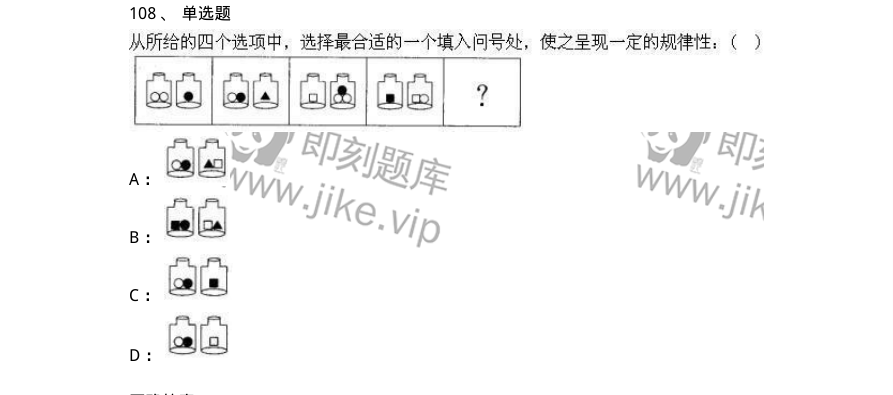 108 、 单选题
从所给的四个选项中，选择最合适的一个填入问号处，使之呈现一定的规律性：（ ）
?
A：
即刻题库
www.jike.vip
即刻
www.jik
B：
C：
D：